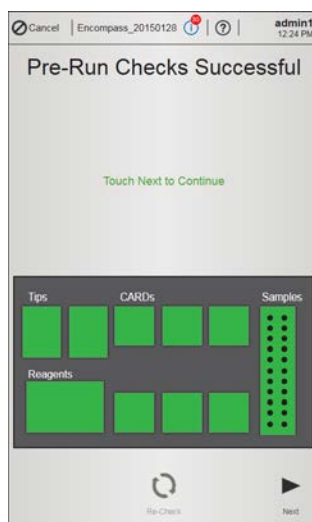 Cancel Encompass_20150128 admin1
12:24 PM
Pre-Run Checks Successful
Touch Next to Continue
Tips CARDs Samples
Reagents
Re-Check Next